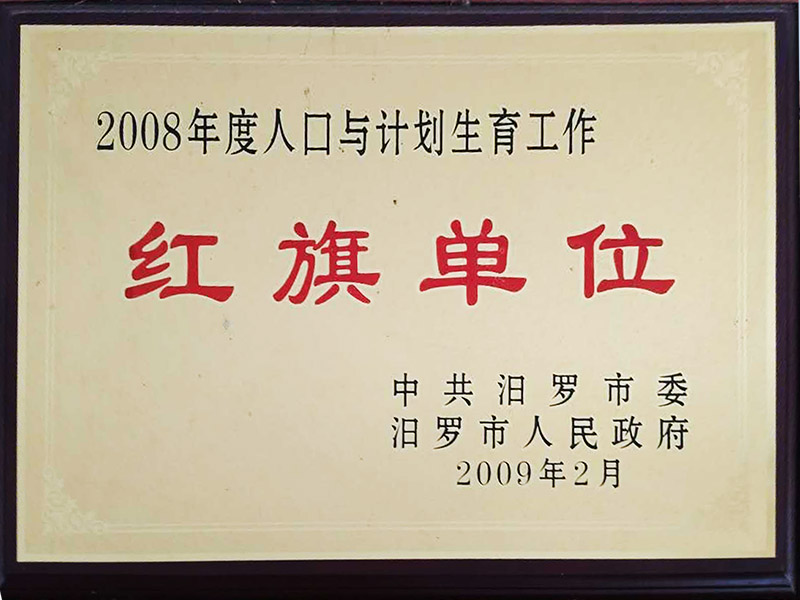 2008年度人口与计划生育工作
红旗单位
中共汨罗市委
汨罗市人民政府
2009年2月